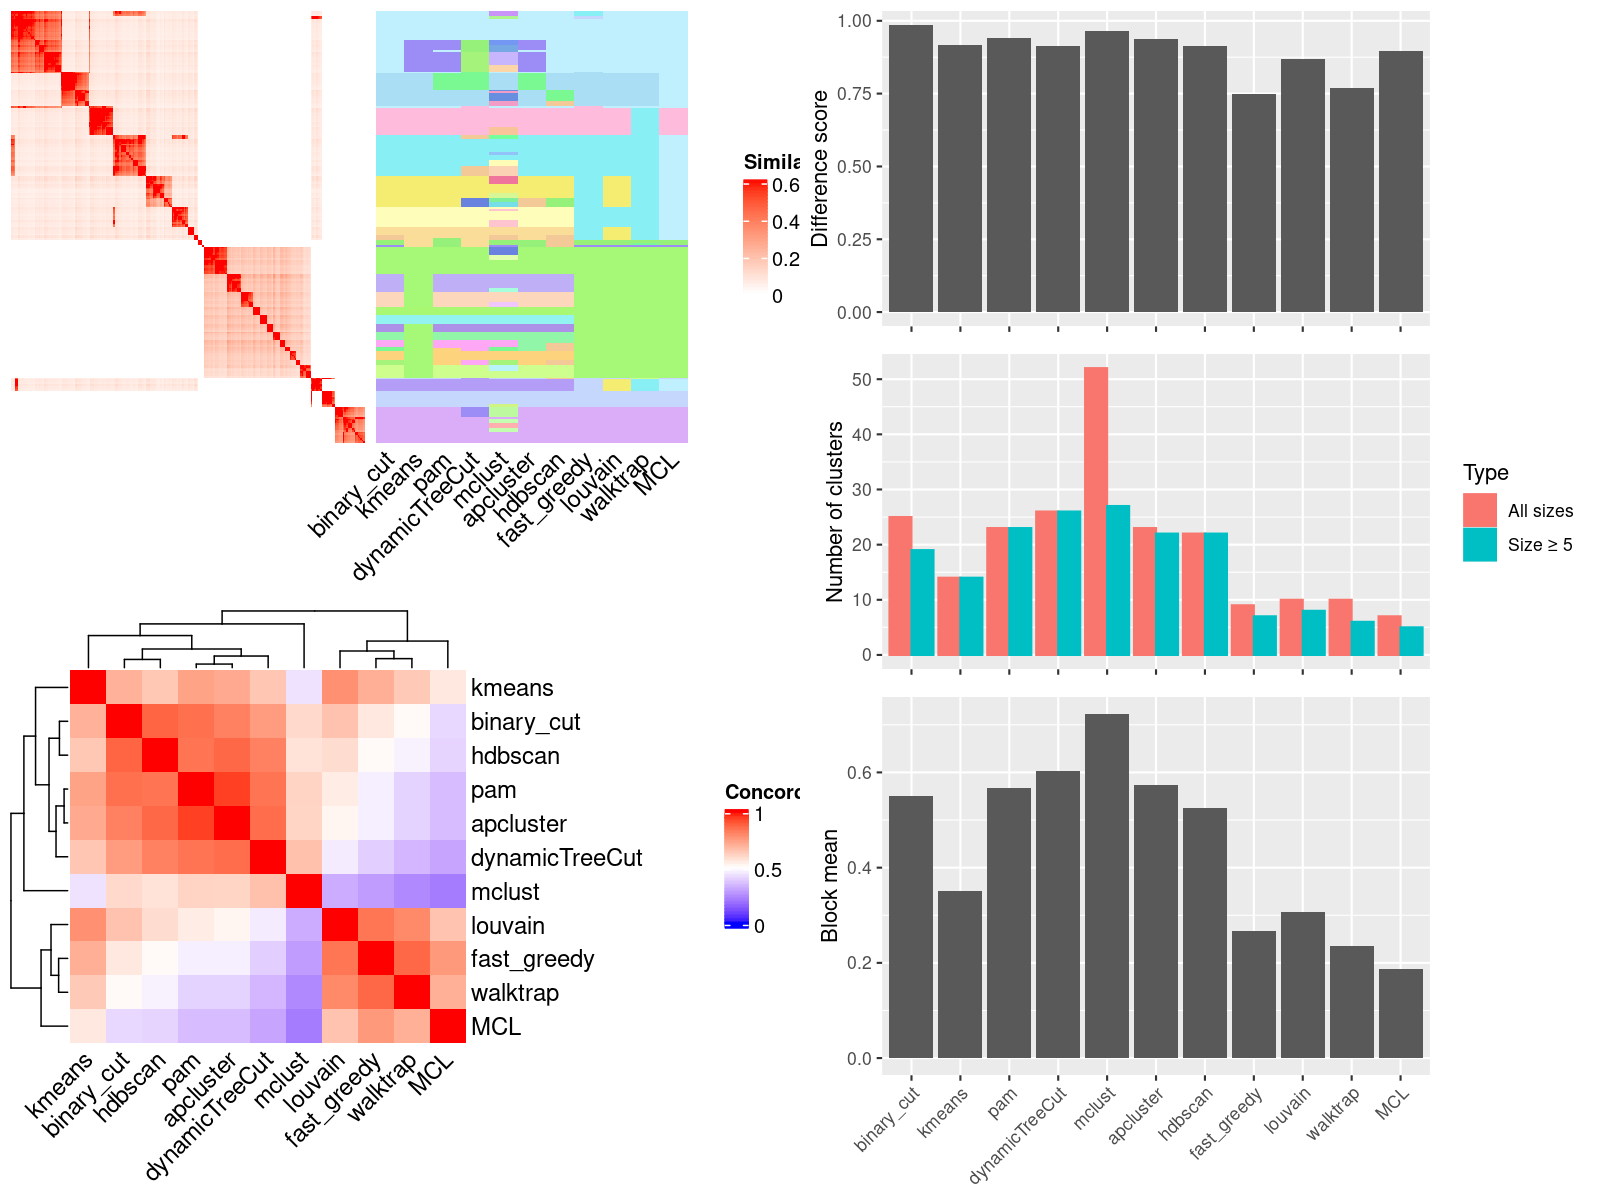 Simila
0.6
0.4
0.2
0
binary_cut
kmeans
pam
dynamicTreeCut
mclust
apcluster
hdbscan
fast_greedy
louvain
walktrap
MCL
kmeans
binary_cut
hdbscan
pam
apcluster
dynamicTreeCut
mclust
louvain
fast_greedy
walktrap
MCL
kmeans
binary_cut
hdbscan
pam
apcluster
dynamicTreeCut
mclust
louvain
fast_greedy
walktrap
MCL
Concord
1
0.5
0
Difference score
1.00
0.75
0.50
0.25
0.00
Number of clusters
50
40
30
20
10
0
Type
All sizes
Size ≥ 5
Block mean
0.6
0.4
0.2
0.0
binary_cut
kmeans
pam
dynamicTreeCut
mclust
apcluster
hdbscan
fast_greedy
louvain
walktrap
MCL